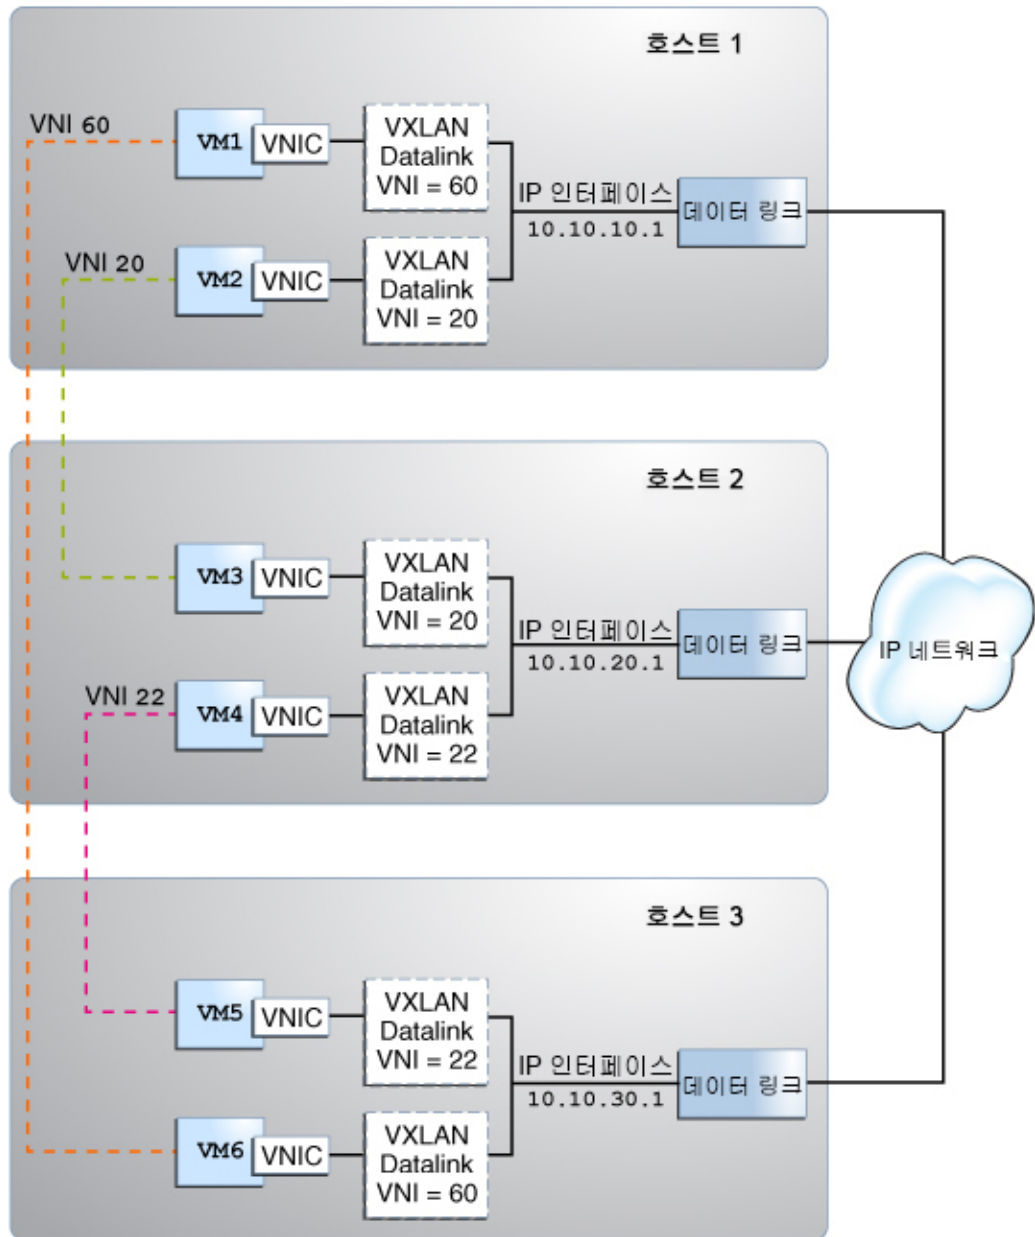 호스트 1
VNI 60
VM1
VNIC
VXLAN
Datalink
VNI = 60
IP 인터페이스
10.10.10.1
데이터 링크
VNI 20
VM2
VNIC
VXLAN
Datalink
VNI = 20
호스트 2
VM3
VNIC
VXLAN
Datalink
VNI = 20
IP 인터페이스
10.10.20.1
데이터 링크
IP 네트워크
VNI 22
VM4
VNIC
VXLAN
Datalink
VNI = 22
호스트 3
VM5
VNIC
VXLAN
Datalink
VNI = 22
IP 인터페이스
10.10.30.1
데이터 링크
VM6
VNIC
VXLAN
Datalink
VNI = 60